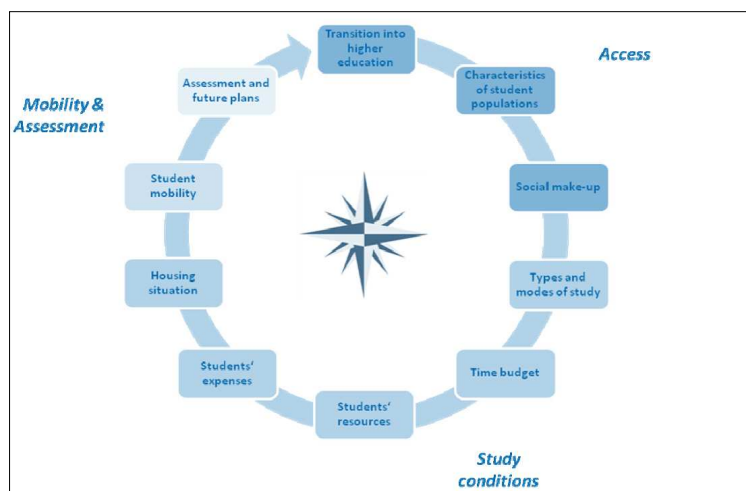 Transition into
higher
education
Access
Characteristics
of student
populations
Social make-up
Types and
modes of study
Time budget
Study
conditions
Students‘
resources
Students‘
expenses
Housing
situation
Student
mobility
Mobility &
Assessment
Assessment and
future plans